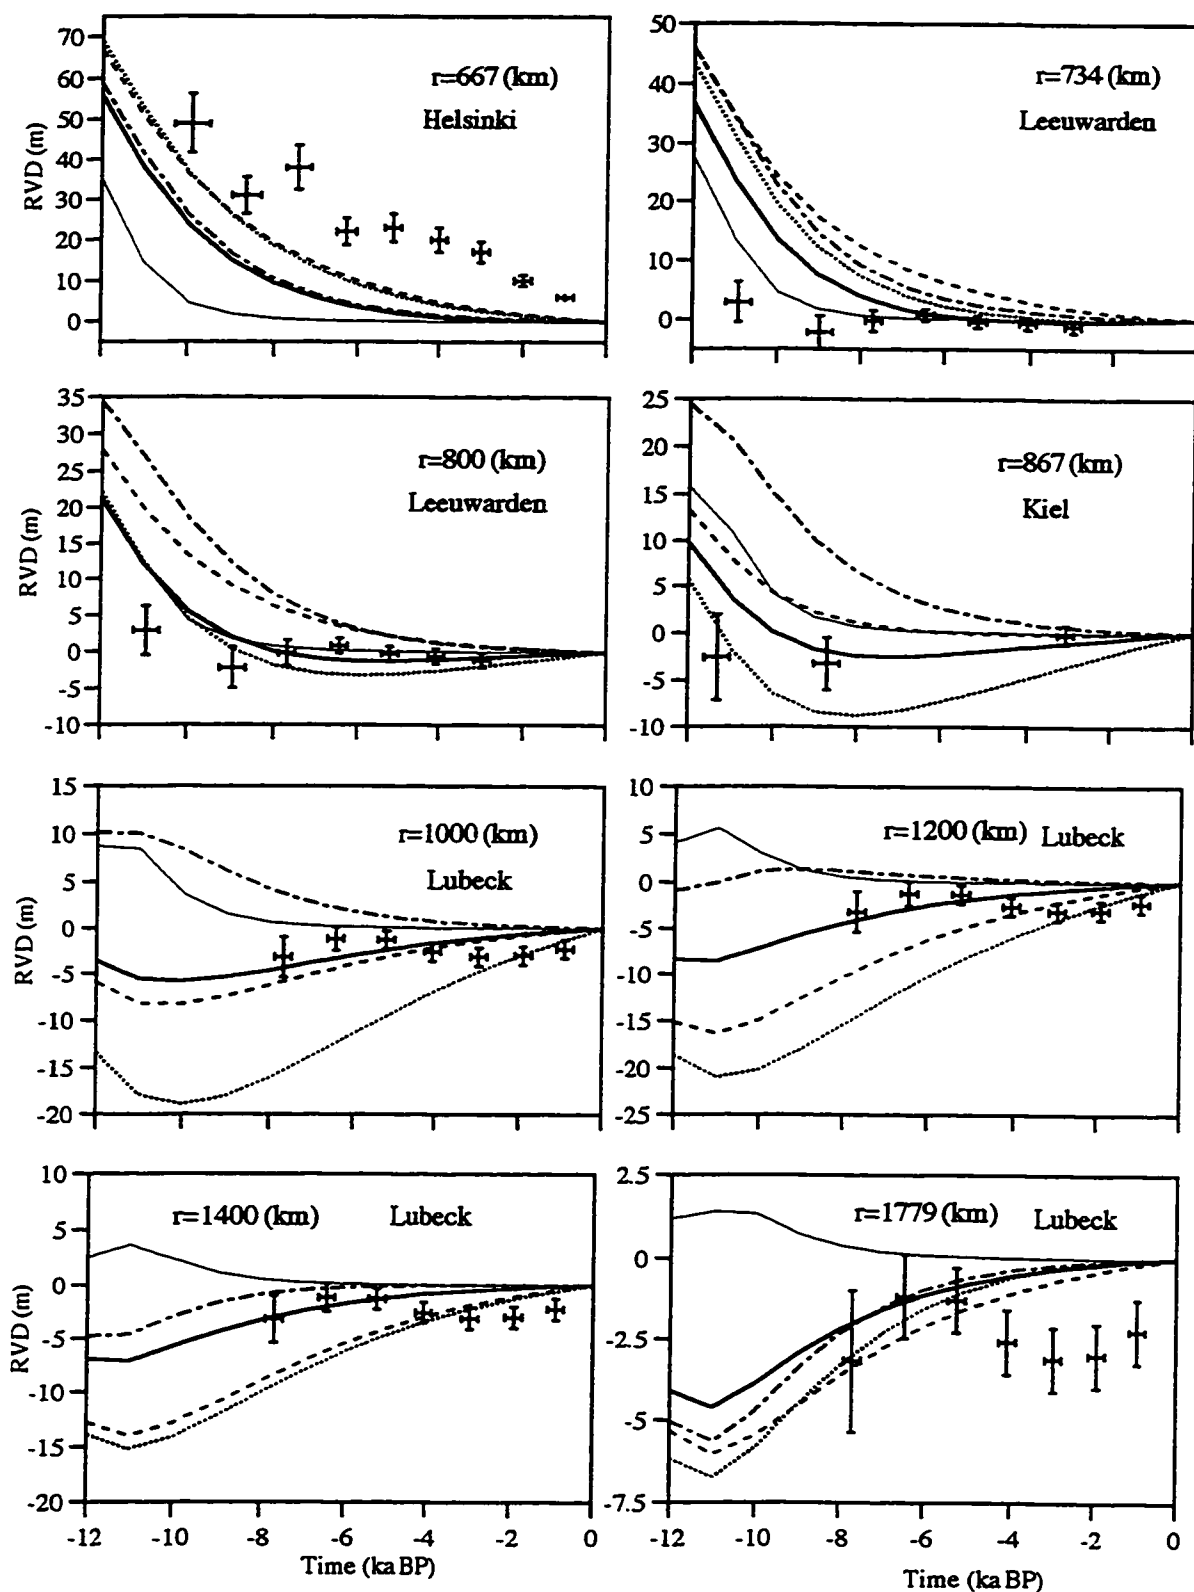 70
60
50
40
30
20
10
0
RVD (m)
r=667 (km)
Helsinki
50
40
30
20
10
0
r=734 (km)
Leeuwarden
35
30
25
20
15
10
5
0
-5
-10
RVD (m)
r=800 (km)
Leeuwarden
25
20
15
10
5
0
-5
-10
r=867 (km)
Kiel
15
10
5
0
-5
-10
-15
-20
RVD (m)
r=1000 (km)
Lubeck
10
5
0
-5
-10
-15
-20
-25
r=1200 (km) Lubeck
10
5
0
-5
-10
-15
-20
RVD (m)
r=1400 (km) Lubeck
-12 -10 -8 -6 -4 -2 0
Time (ka BP)
2.5
0
-2.5
-5
-7.5
r=1779 (km) Lubeck
-12 -10 -8 -6 -4 -2 0
Time (ka BP)